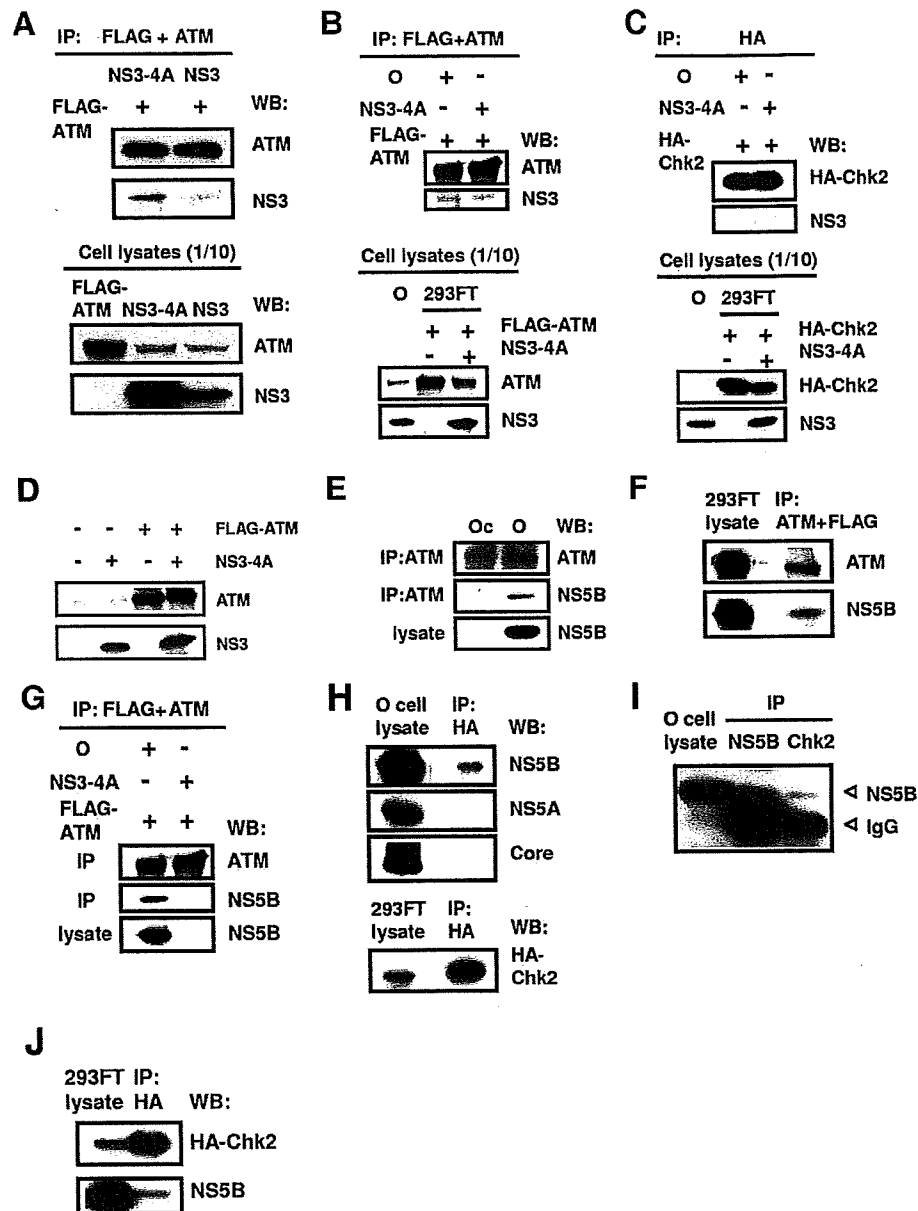 A
IP: FLAG + ATM
NS3-4A NS3
FLAG-ATM + + WB:
ATM
NS3
Cell lysates (1/10)
FLAG-ATM NS3-4A NS3 WB:
ATM
NS3
B
IP: FLAG+ATM
O + -
NS3-4A - +
FLAG-ATM + + WB:
ATM
NS3
Cell lysates (1/10)
O 293FT
+ + FLAG-ATM
- + NS3-4A
ATM
NS3
C
IP: HA
O + -
NS3-4A - +
HA-Chk2 + + WB:
HA-Chk2
NS3
Cell lysates (1/10)
O 293FT
+ + HA-Chk2
- + NS3-4A
HA-Chk2
NS3
D
- - + + FLAG-ATM
- + - + NS3-4A
ATM
NS3
E
Oc O WB:
IP:ATM ATM
IP:ATM NS5B
lysate NS5B
F
293FT IP:
lysate ATM+FLAG
ATM
NS5B
G
IP: FLAG+ATM
O + -
NS3-4A - +
FLAG-ATM + + WB:
IP ATM
IP NS5B
lysate NS5B
H
O cell IP:
lysate HA WB:
NS5B
NS5A
Core
293FT IP:
lysate HA WB:
HA-
Chk2
I
O cell IP
lysate NS5B Chk2
NS5B
IgG
J
293FT IP:
lysate HA WB:
HA-Chk2
NS5B